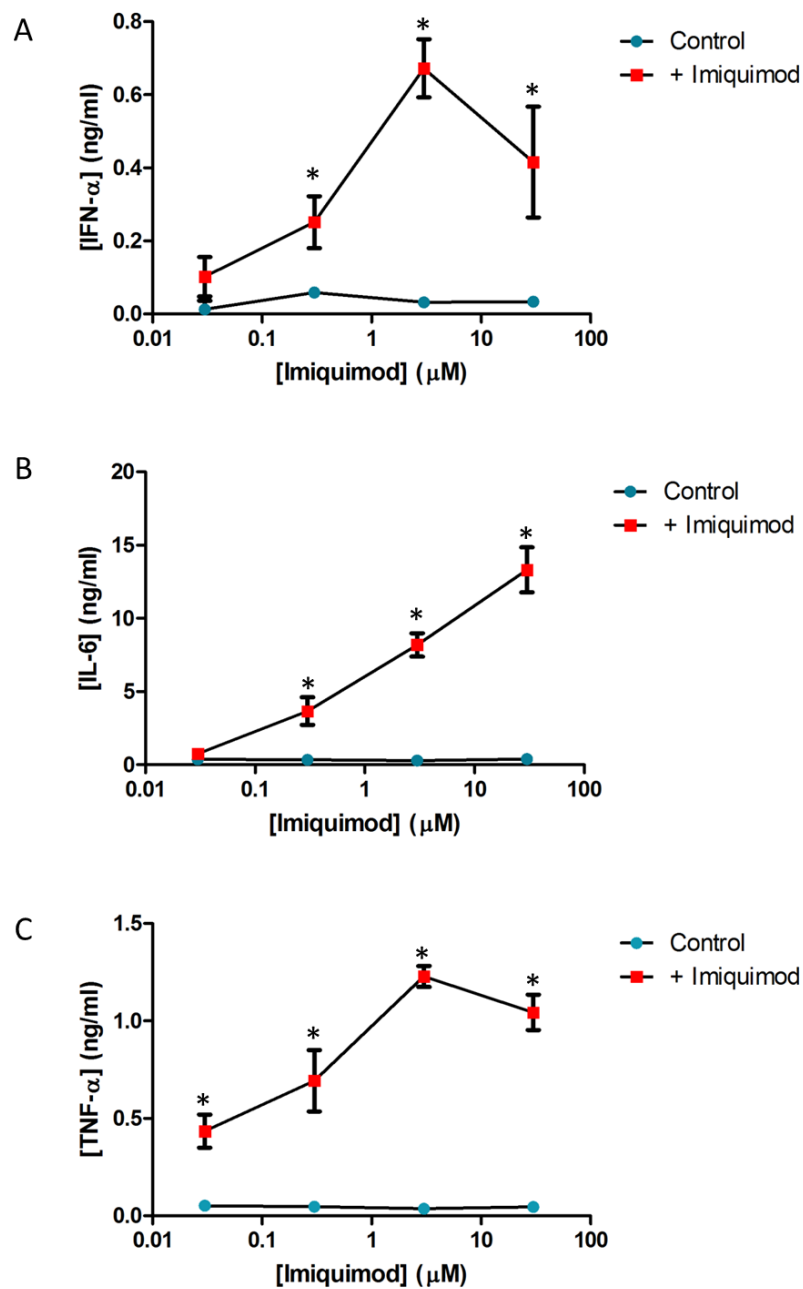 A
0.8
*
Control
+ Imiquimod
*
0.6
[IFN-α] (ng/ml)
0.4
*
0.2
0.0
0.01 0.1 1 10 100
[Imiquimod] (μM)
B
20
Control
+ Imiquimod
*
15
[IL-6] (ng/ml)
*
10
*
5
0
0.01 0.1 1 10 100
[Imiquimod] (μM)
C
1.5
Control
*
+ Imiquimod
*
[TNF-α] (ng/ml)
1.0
*
*
0.5
0.0
0.01 0.1 1 10 100
[Imiquimod] (μM)